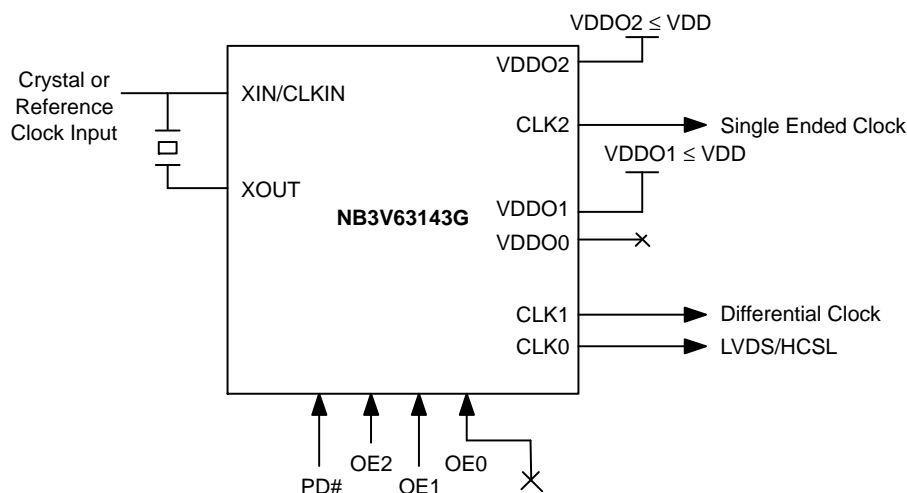 VDDO2 ≤ VDD
VDDO2
Crystal or
Reference
Clock Input
XIN/CLKIN
CLK2
Single Ended Clock
VDDO1 ≤ VDD
XOUT
NB3V63143G
VDDO1
VDDO0
CLK1
Differential Clock
CLK0
LVDS/HCSL
OE2
OE0
PD#
OE1